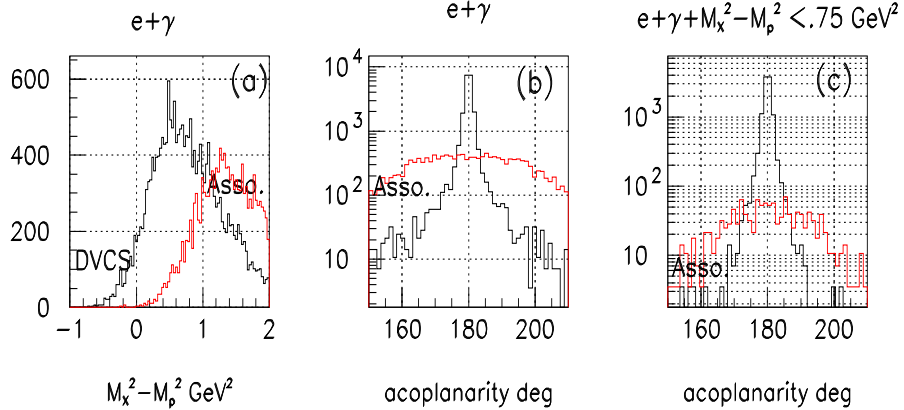 e+γ
600
400
200
0
(a)
Asso.
DVCS
−1 0 1 2
Mₓ²−Mₚ² GeV²
e+γ
10⁴
10³
10²
10
(b)
Asso.
160 180 200
acoplanarity deg
e+γ+Mₓ²−Mₚ² <.75 GeV²
10³
10²
10
(c)
Asso.
160 180 200
acoplanarity deg